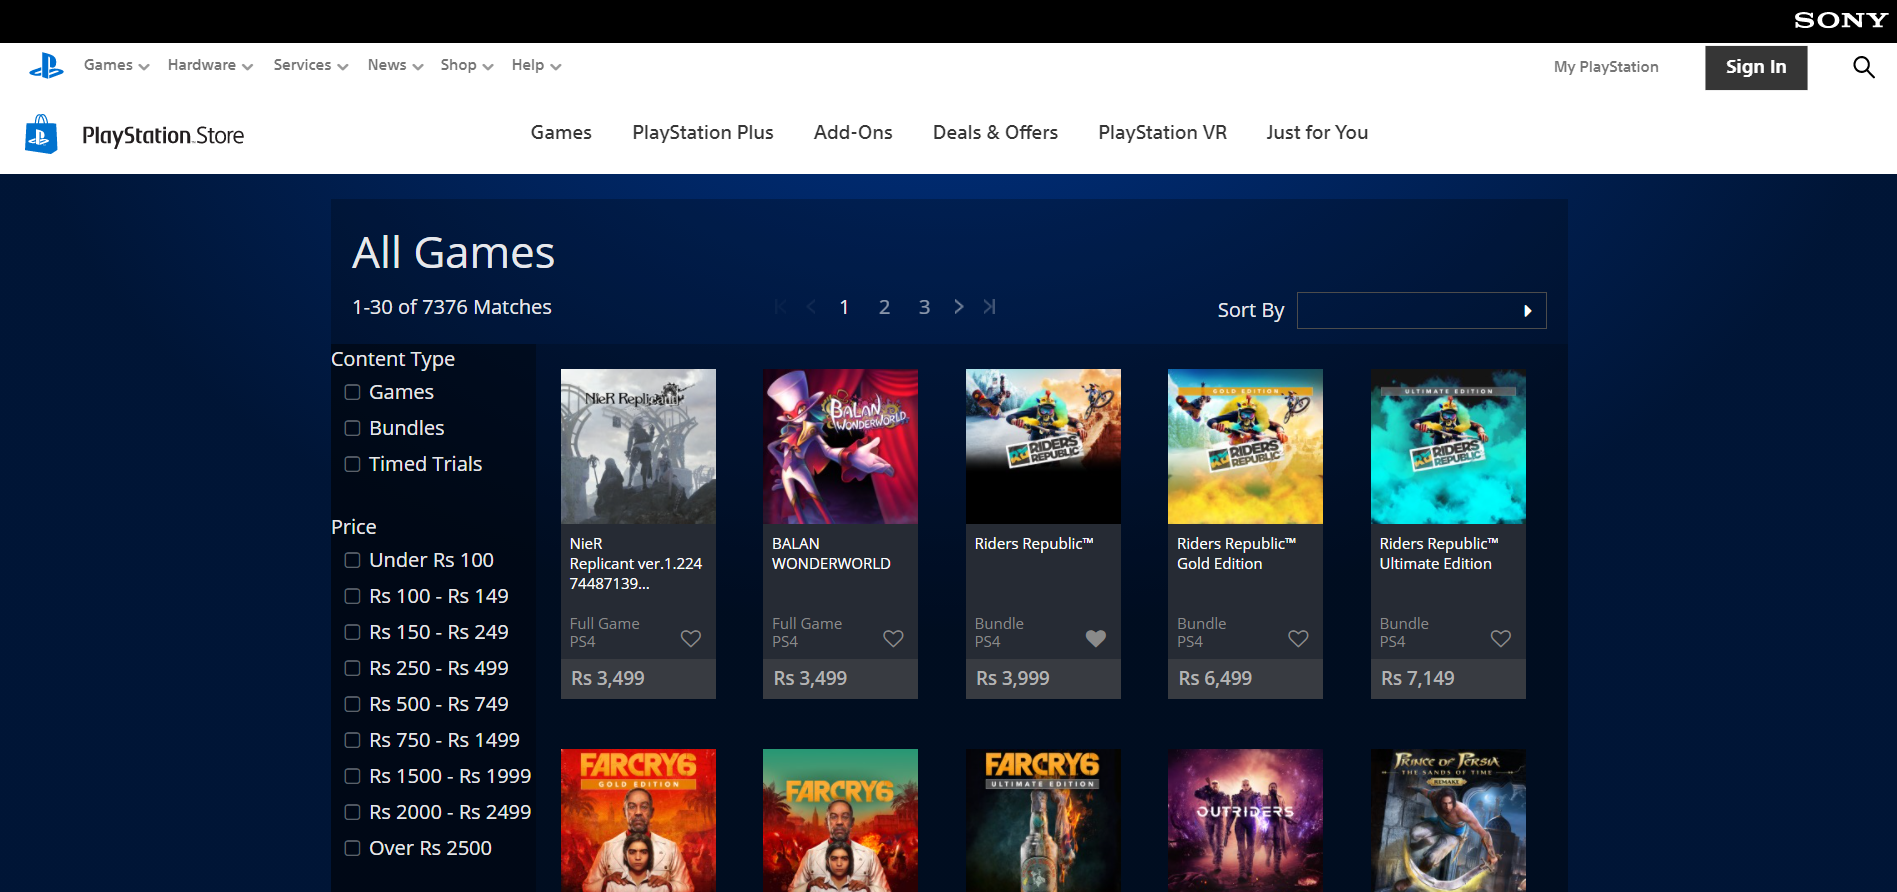 SONY
Games
Hardware
Services
News
Shop
Help
My PlayStation
Sign In
PlayStation Store
Games
PlayStation Plus
Add-Ons
Deals & Offers
PlayStation VR
Just for You
All Games
1-30 of 7376 Matches
1 2 3
Sort By
Content Type
Games
Bundles
Timed Trials
Price
Under Rs 100
Rs 100 - Rs 149
Rs 150 - Rs 249
Rs 250 - Rs 499
Rs 500 - Rs 749
Rs 750 - Rs 1499
Rs 1500 - Rs 1999
Rs 2000 - Rs 2499
Over Rs 2500
NieR Replicant
NieR
Replicant ver.1.224
74487139...
Full Game
PS4
Rs 3,499
BALAN
WONDERWORLD
BALAN
WONDERWORLD
Full Game
PS4
Rs 3,499
RIDERS
REPUBLIC
Riders Republic™
Bundle
PS4
Rs 3,999
GOLD EDITION
RIDERS
REPUBLIC
Riders Republic™
Gold Edition
Bundle
PS4
Rs 6,499
ULTIMATE EDITION
RIDERS
REPUBLIC
Riders Republic™
Ultimate Edition
Bundle
PS4
Rs 7,149
FARCRY6
GOLD EDITION
FARCRY6
FARCRY6
ULTIMATE EDITION
OUTRIDERS
PRINCE OF PERSIA
THE SANDS OF TIME
REMAKE